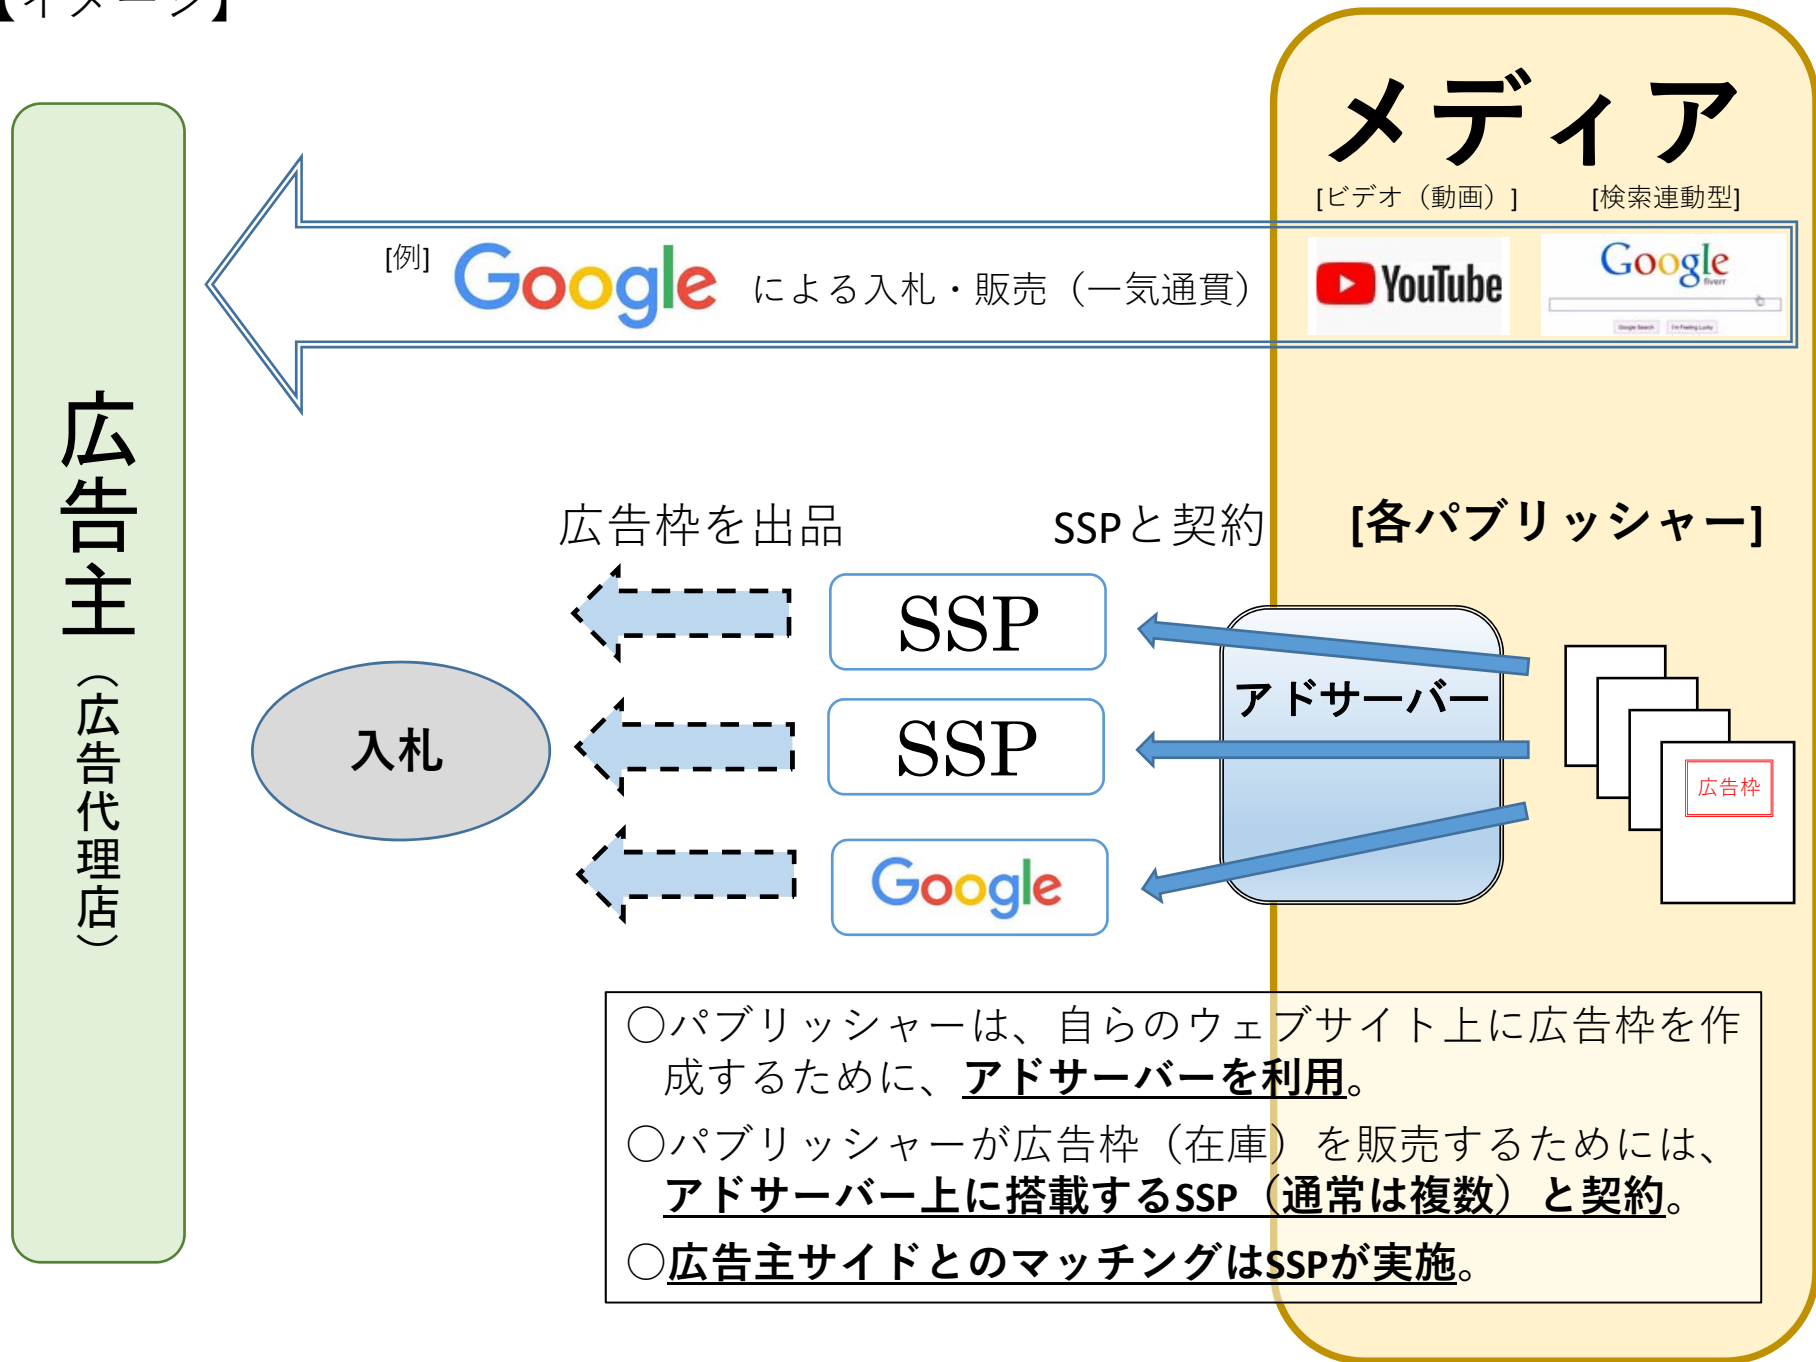 【イメージ】
メディア
[ビデオ（動画）]
[検索連動型]
[例]
Google による入札・販売（一気通貫）
YouTube
Google
fiverr
Google Search
I'm Feeling Lucky
広告主（広告代理店）
広告枠を出品
SSPと契約
[各パブリッシャー]
SSP
SSP
Google
アドサーバー
入札
広告枠
○パブリッシャーは、自らのウェブサイト上に広告枠を作
成するために、アドサーバーを利用。
○パブリッシャーが広告枠（在庫）を販売するためには、
アドサーバー上に搭載するSSP（通常は複数）と契約。
○広告主サイドとのマッチングはSSPが実施。